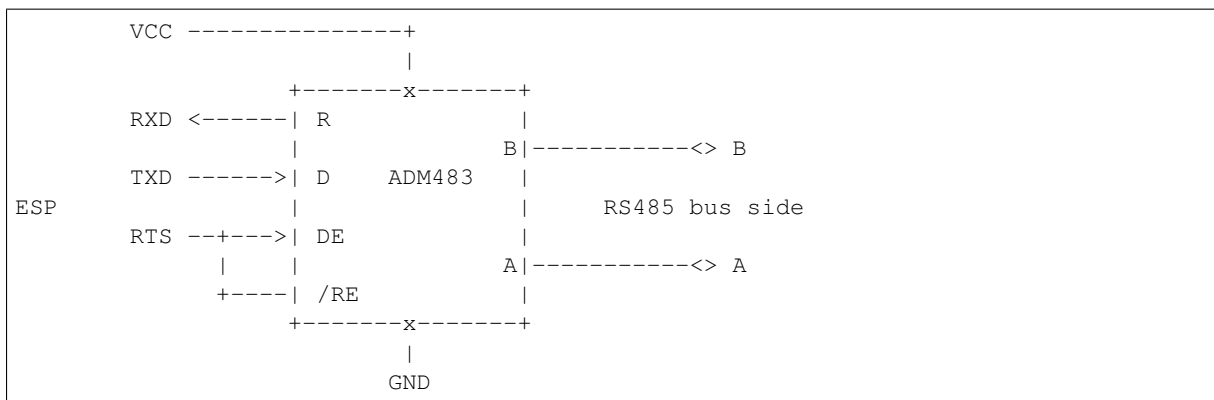 VCC ---------------+
|
+-------x-------+
RXD <------| R |
| B|-----------<> B
TXD ------>| D ADM483 |
ESP | | RS485 bus side
RTS --+--->| DE |
| | A|-----------<> A
+----| /RE |
+-------x-------+
|
GND